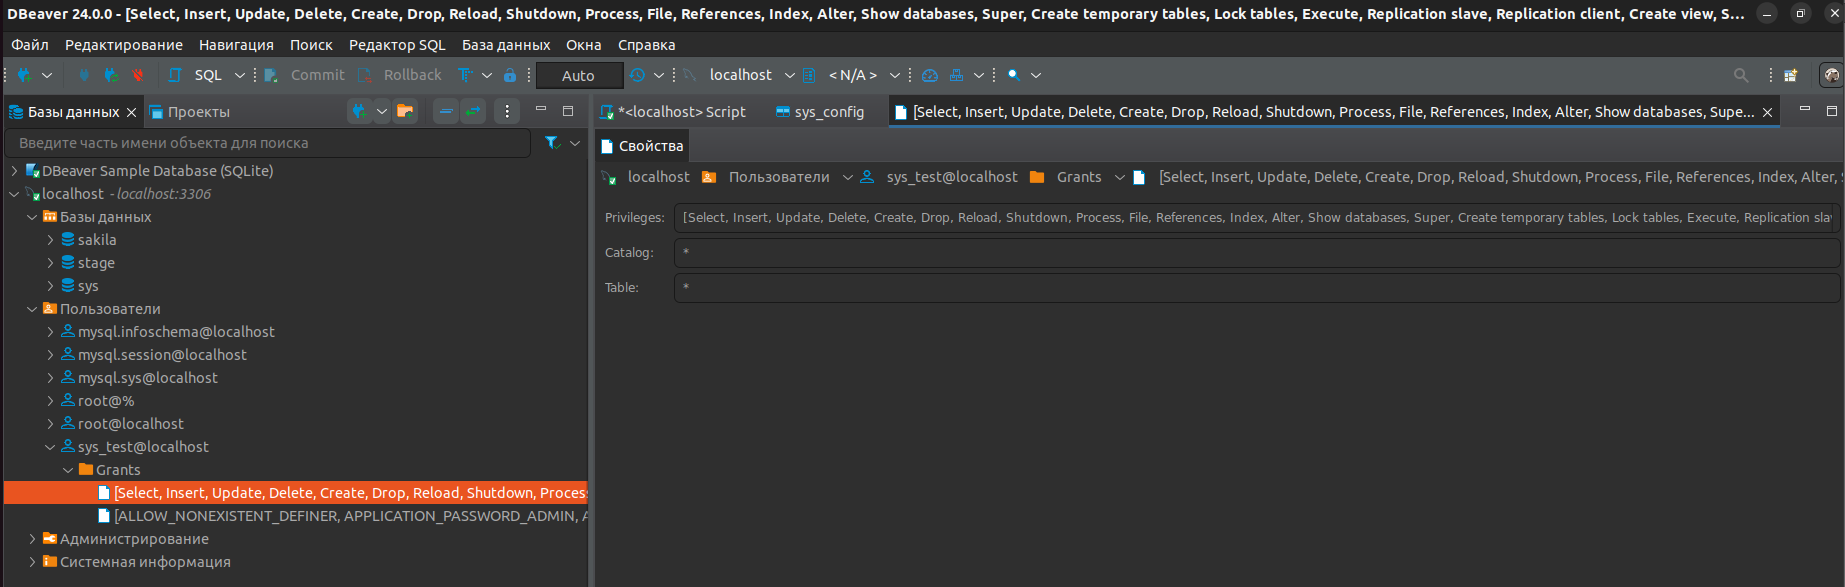 DBeaver 24.0.0 - [Select, Insert, Update, Delete, Create, Drop, Reload, Shutdown, Process, File, References, Index, Alter, Show databases, Super, Create temporary tables, Lock tables, Execute, Replication slave, Replication client, Create view, S...
Файл Редактирование Навигация Поиск Редактор SQL База данных Окна Справка
SQL Commit Rollback Auto localhost < N/A >
Базы данных Проекты
*<localhost> Script sys_config [Select, Insert, Update, Delete, Create, Drop, Reload, Shutdown, Process, File, References, Index, Alter, Show databases, Supe...
Введите часть имени объекта для поиска
Свойства
DBeaver Sample Database (SQLite)
localhost - localhost:3306
Базы данных
sakila
stage
sys
Пользователи
mysql.infoschema@localhost
mysql.session@localhost
mysql.sys@localhost
root@%
root@localhost
sys_test@localhost
Grants
[Select, Insert, Update, Delete, Create, Drop, Reload, Shutdown, Process
[ALLOW_NONEXISTENT_DEFINER, APPLICATION_PASSWORD_ADMIN, A
Администрирование
Системная информация
localhost Пользователи sys_test@localhost Grants [Select, Insert, Update, Delete, Create, Drop, Reload, Shutdown, Process, File, References, Index, Alter,
Privileges: [Select, Insert, Update, Delete, Create, Drop, Reload, Shutdown, Process, File, References, Index, Alter, Show databases, Super, Create temporary tables, Lock tables, Execute, Replication sla
Catalog: *
Table: *